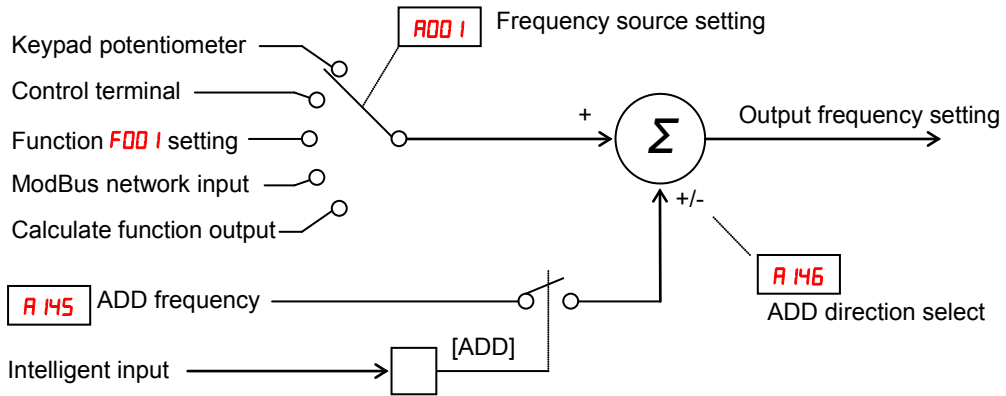 A001 Frequency source setting
Keypad potentiometer
Control terminal
Function F001 setting
ModBus network input
Calculate function output
+
Σ
Output frequency setting
+/-
A145 ADD frequency
A146
ADD direction select
[ADD]
Intelligent input